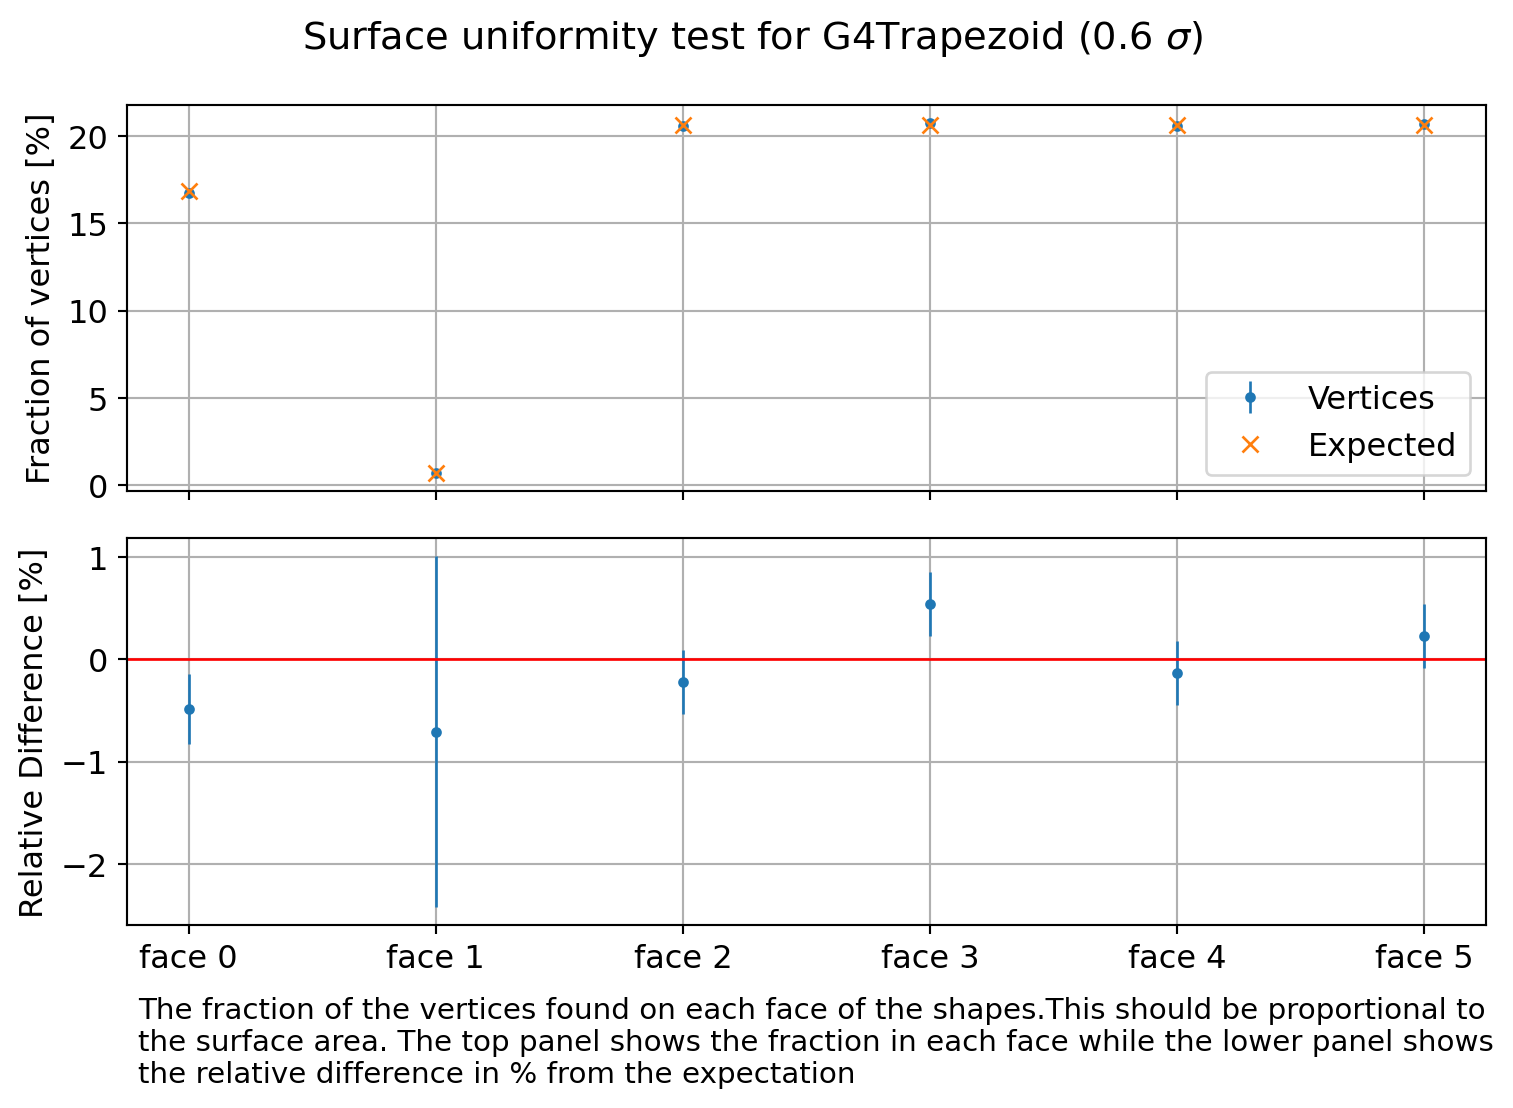 Surface uniformity test for G4Trapezoid (0.6 σ)
Fraction of vertices [%]
20
15
10
5
0
Vertices
Expected
Relative Difference [%]
1
0
−1
−2
face 0 face 1 face 2 face 3 face 4 face 5
The fraction of the vertices found on each face of the shapes.This should be proportional to
the surface area. The top panel shows the fraction in each face while the lower panel shows
the relative difference in % from the expectation